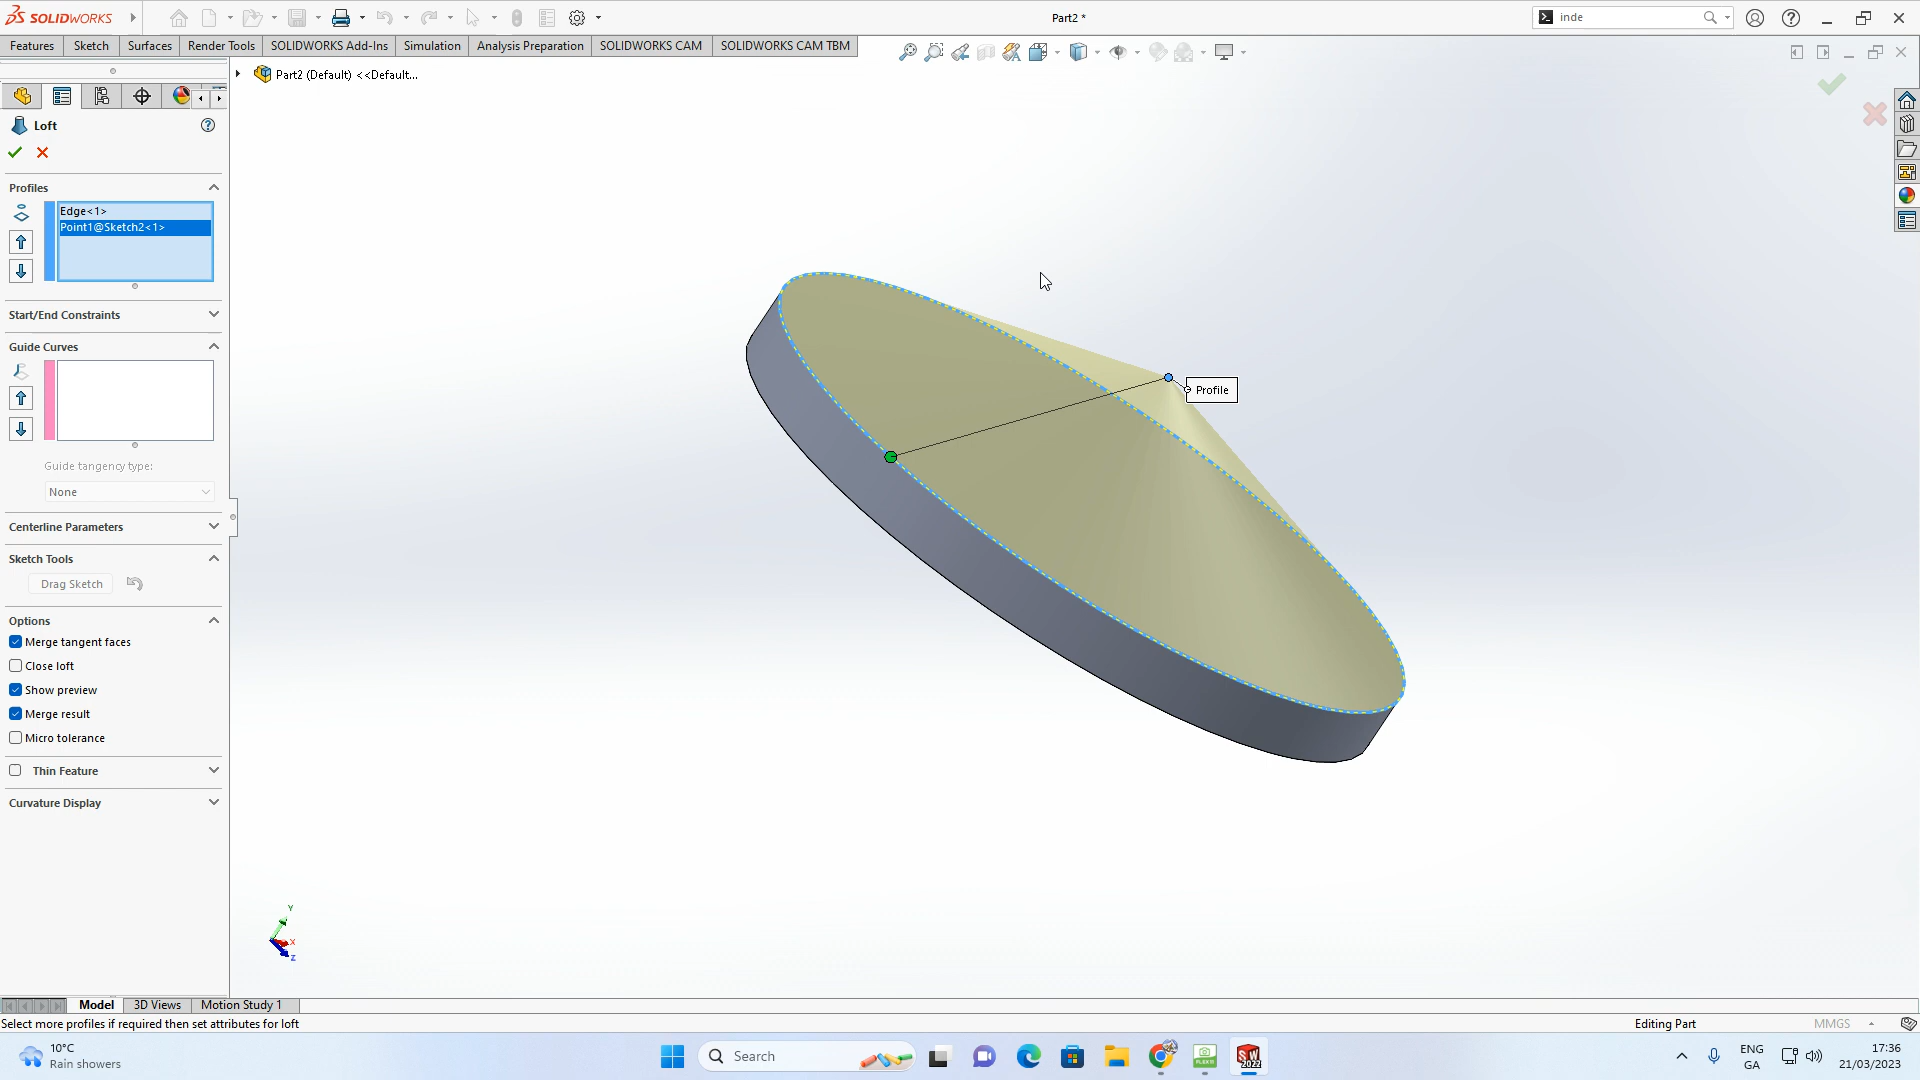 SOLIDWORKS
Part2 *
inde
Features
Sketch
Surfaces
Render Tools
SOLIDWORKS Add-Ins
Simulation
Analysis Preparation
SOLIDWORKS CAM
SOLIDWORKS CAM TBM
Part2 (Default) <<Default...
Loft
Profiles
Edge<1>
Point1@Sketch2<1>
Start/End Constraints
Guide Curves
Guide tangency type:
None
Centerline Parameters
Sketch Tools
Drag Sketch
Options
Merge tangent faces
Close loft
Show preview
Merge result
Micro tolerance
Thin Feature
Curvature Display
Profile
Y
X
Z
Model
3D Views
Motion Study 1
Select more profiles if required then set attributes for loft
Editing Part
MMGS
10°C
Rain showers
Search
FLEXIT
SW
2022
ENG
GA
17:36
21/03/2023